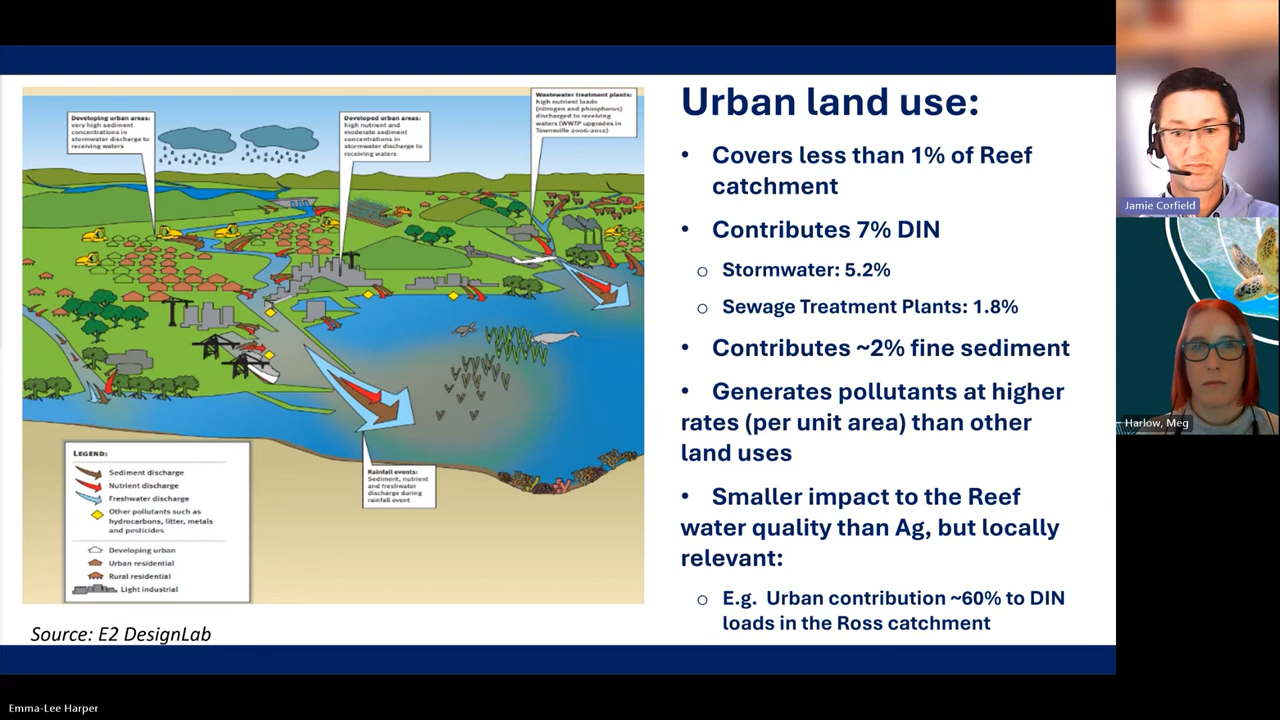 Developing urban areas:
very high sediment
concentrations in
stormwater discharge to
receiving waters
Developed urban areas:
high nutrient and
moderate sediment
concentrations in
stormwater discharge to
receiving waters
Wastewater treatment plants:
high nutrient loads
(nitrogen and phosphorus)
discharged to receiving
waters (WWTP upgrades in
Townsville 2006-2012)
Rainfall events:
Sediment, nutrient
and freshwater
discharge during
rainfall event
LEGEND:
Sediment discharge
Nutrient discharge
Freshwater discharge
Other pollutants such as
hydrocarbons, litter, metals
and pesticides
Developing urban
Urban residential
Rural residential
Light industrial
Source: E2 DesignLab
Urban land use:
• Covers less than 1% of Reef
catchment
• Contributes 7% DIN
o Stormwater: 5.2%
o Sewage Treatment Plants: 1.8%
• Contributes ~2% fine sediment
• Generates pollutants at higher
rates (per unit area) than other
land uses
• Smaller impact to the Reef
water quality than Ag, but locally
relevant:
o E.g. Urban contribution ~60% to DIN
loads in the Ross catchment
Jamie Corfield
Harlow, Meg
Emma-Lee Harper